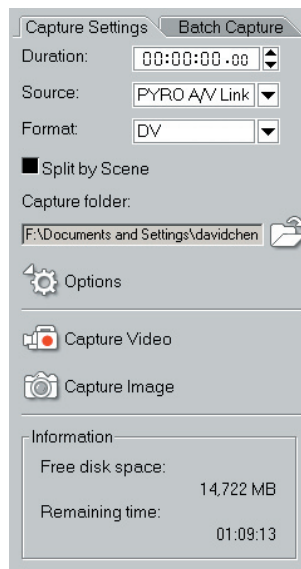 Capture Settings Batch Capture
Duration: 00:00:00.00
Source: PYRO A/V Link
Format: DV
Split by Scene
Capture folder:
F:\Documents and Settings\davidchen
Options
Capture Video
Capture Image
Information
Free disk space:
14,722 MB
Remaining time:
01:09:13